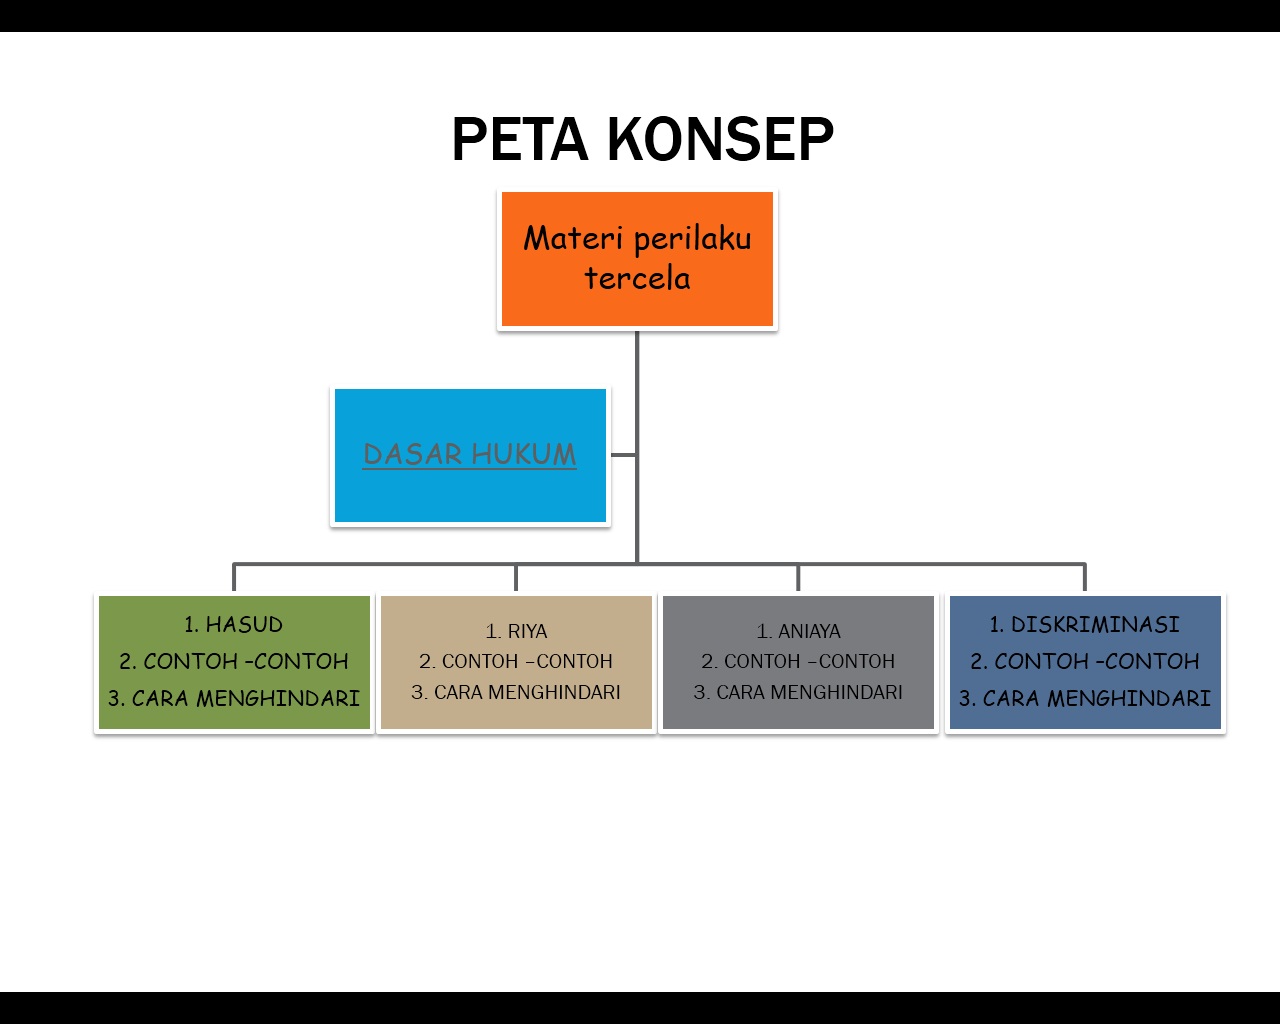 PETA KONSEP
Materi perilaku
tercela
DASAR HUKUM
1. HASUD
2. CONTOH –CONTOH
3. CARA MENGHINDARI
1. RIYA
2. CONTOH –CONTOH
3. CARA MENGHINDARI
1. ANIAYA
2. CONTOH –CONTOH
3. CARA MENGHINDARI
1. DISKRIMINASI
2. CONTOH –CONTOH
3. CARA MENGHINDARI